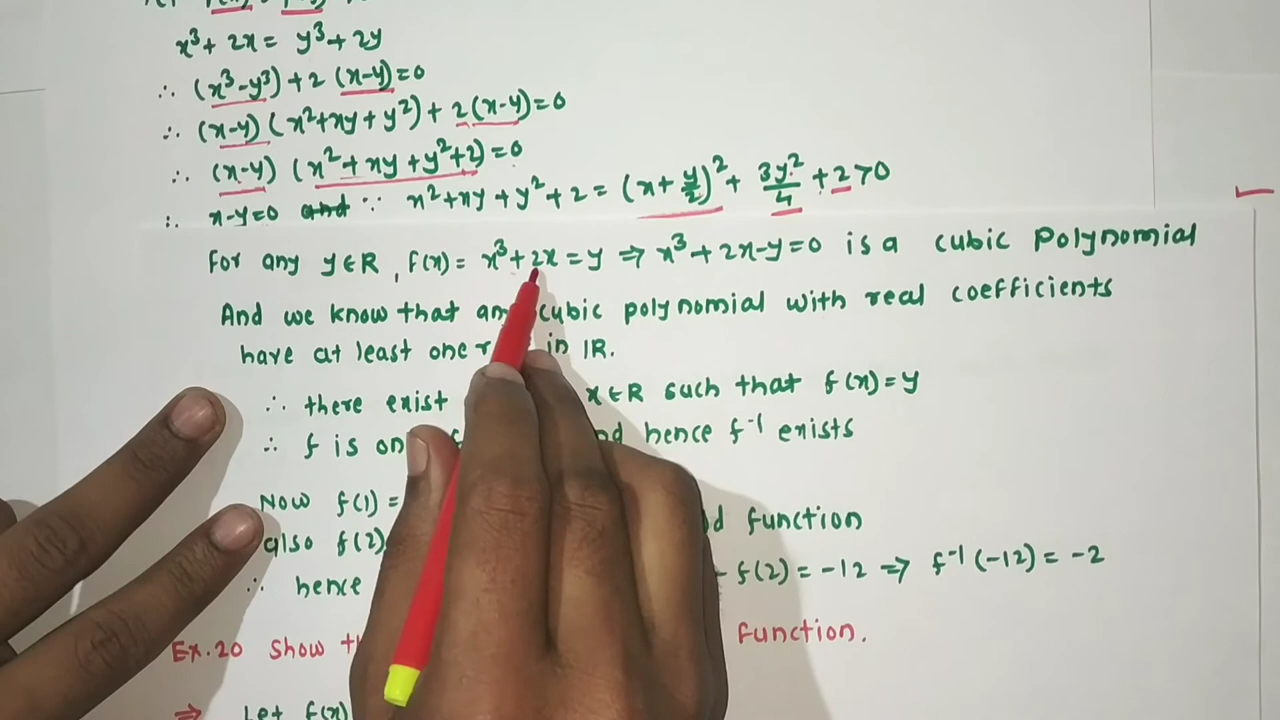 x³ + 2x = y³ + 2y
∴ (x³ - y³) + 2 (x-y) = 0
∴ (x-y) (x² + xy + y²) + 2(x-y) = 0
∴ (x-y) (x² + xy + y² + 2) = 0
∴ x-y=0 and ∵ x² + xy + y² + 2 = (x + y/2)² + 3y²/4 + 2 > 0
For any y∈R, f(x) = x³ + 2x = y ⇒ x³ + 2x - y = 0 is a cubic polynomial
And we know that cubic polynomial with real coefficients
have at least one in IR.
∴ there exist x∈R such that f(x) = y
∴ f is hence f⁻¹ exists
Now f(1) = function
also f(2)
∴ hence f(2) = -12 ⇒ f⁻¹(-12) = -2
Ex.20 show function.
⇒ Let f(x)